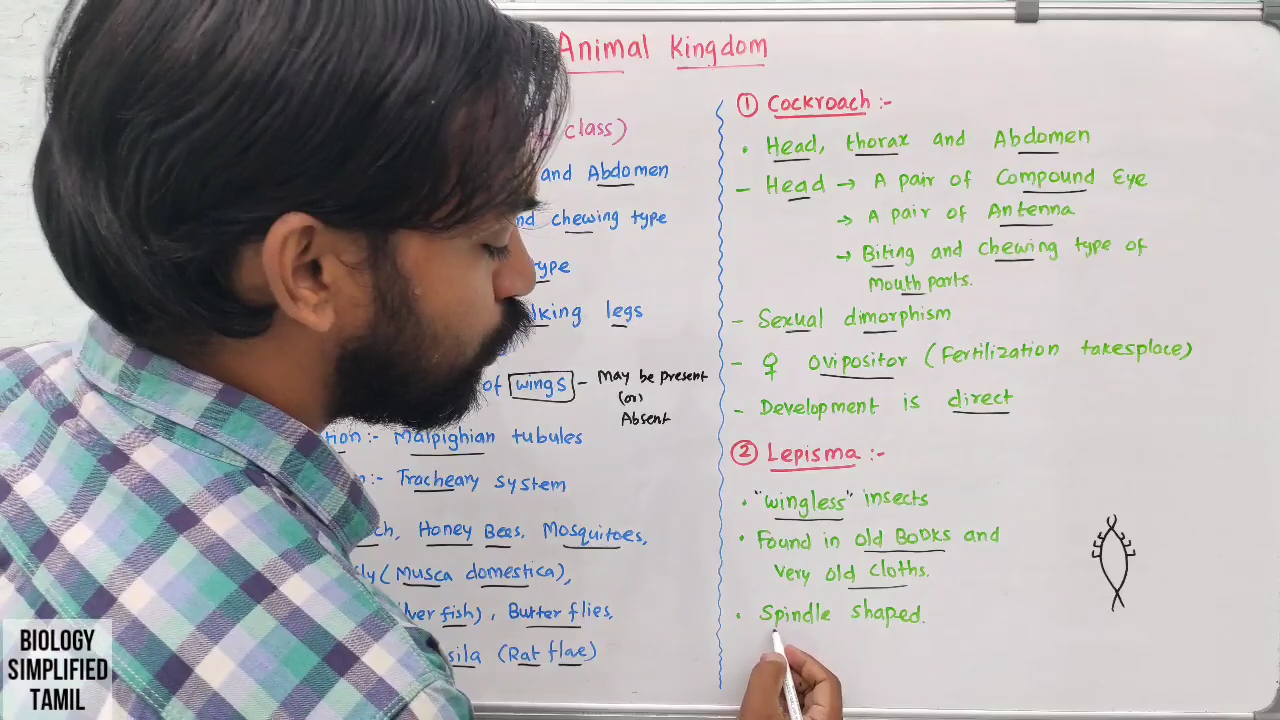 Animal Kingdom
class)
and Abdomen
chewing type
type
legs
of wings - May be present
(or)
Absent
:- Malpighian tubules
:- Tracheary system
Honey Bees, Mosquitoes,
(Musca domestica),
fish), Butter flies,
(Rat flae)
① Cockroach :-
• Head, thorax and Abdomen
- Head → A pair of Compound Eye
→ A pair of Antenna
→ Biting and chewing type of
Mouth parts.
- Sexual dimorphism
- ♀ Ovipositor (Fertilization takesplace)
- Development is direct
② Lepisma :-
• "wingless" insects
• Found in old Books and
very old cloths.
• Spindle shaped.
BIOLOGY
SIMPLIFIED
TAMIL